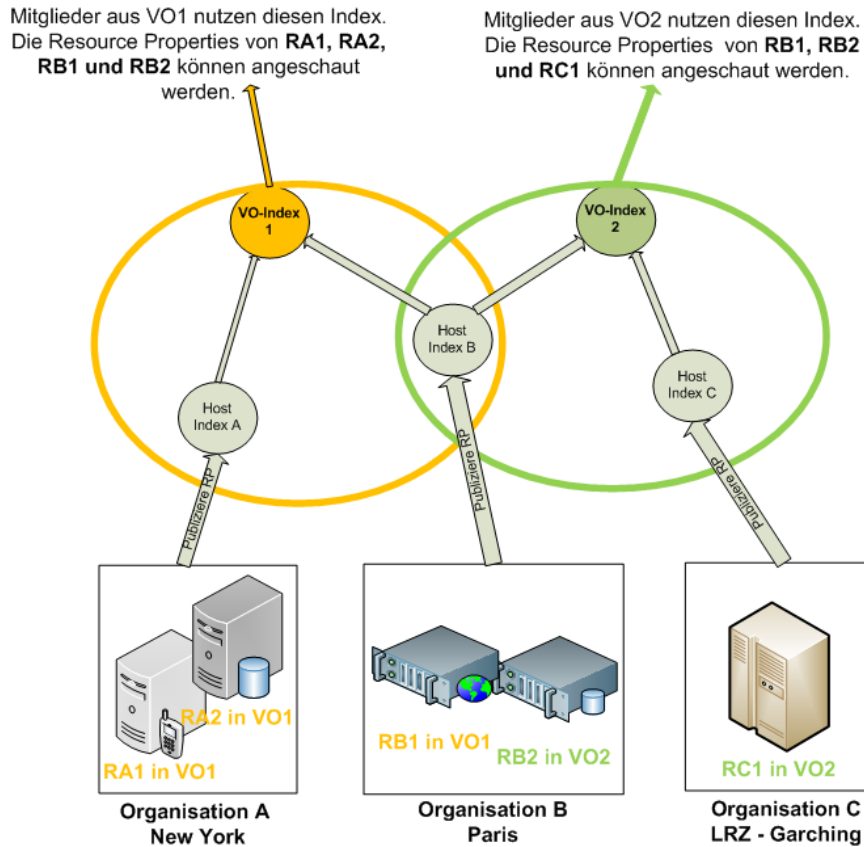 Mitglieder aus VO1 nutzen diesen Index.
Die Resource Properties von RA1, RA2,
RB1 und RB2 können angeschaut
werden.
Mitglieder aus VO2 nutzen diesen Index.
Die Resource Properties von RB1, RB2
und RC1 können angeschaut werden.
VO-Index
1
VO-Index
2
Host
Index A
Host
Index B
Host
Index C
Publiziere RP
Publiziere RP
Publiziere RP
RA2 in VO1
RA1 in VO1
RB1 in VO1
RB2 in VO2
RC1 in VO2
Organisation A
New York
Organisation B
Paris
Organisation C
LRZ - Garching